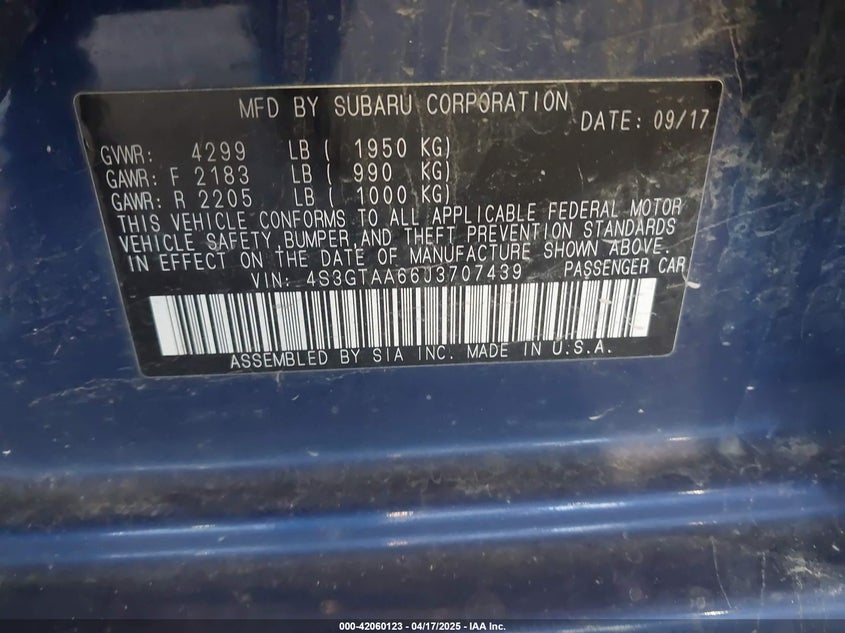 MFD BY SUBARU CORPORATION
DATE: 09/17
GVWR: 4299 LB ( 1950 KG)
GAWR: F 2183 LB ( 990 KG)
GAWR: R 2205 LB ( 1000 KG)
THIS VEHICLE CONFORMS TO ALL APPLICABLE FEDERAL MOTOR
VEHICLE SAFETY,BUMPER,AND THEFT PREVENTION STANDARDS
IN EFFECT ON THE DATE OF MANUFACTURE SHOWN ABOVE.
VIN: 4S3GTAA66J3707439 PASSENGER CAR
ASSEMBLED BY SIA INC. MADE IN U.S.A.
000-42060123 - 04/17/2025 - IAA Inc.